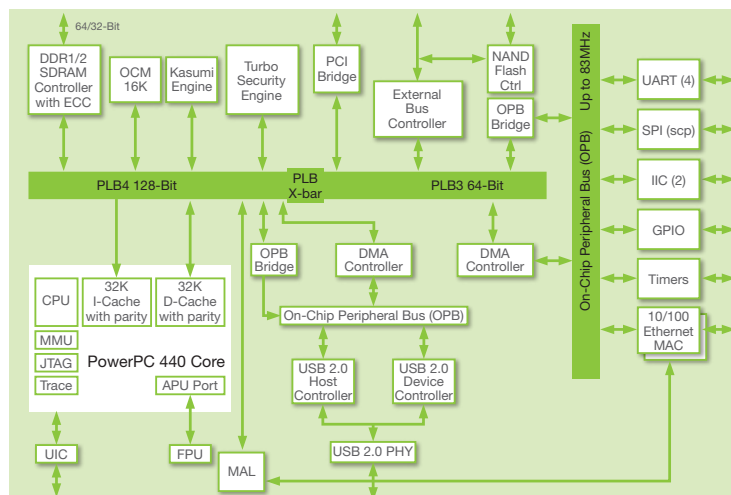 64/32-Bit
DDR1/2
SDRAM
Controller
with ECC
OCM
16K
Kasumi
Engine
Turbo
Security
Engine
PCI
Bridge
External
Bus
Controller
NAND
Flash
Ctrl
OPB
Bridge
PLB4 128-Bit
PLB
X-bar
PLB3 64-Bit
On-Chip Peripheral Bus (OPB) Up to 83MHz
UART (4)
SPI (scp)
IIC (2)
GPIO
Timers
10/100
Ethernet
MAC
OPB
Bridge
DMA
Controller
DMA
Controller
On-Chip Peripheral Bus (OPB)
USB 2.0
Host
Controller
USB 2.0
Device
Controller
USB 2.0 PHY
CPU
32K
I-Cache
with parity
32K
D-Cache
with parity
MMU
JTAG
Trace
PowerPC 440 Core
APU Port
UIC
FPU
MAL